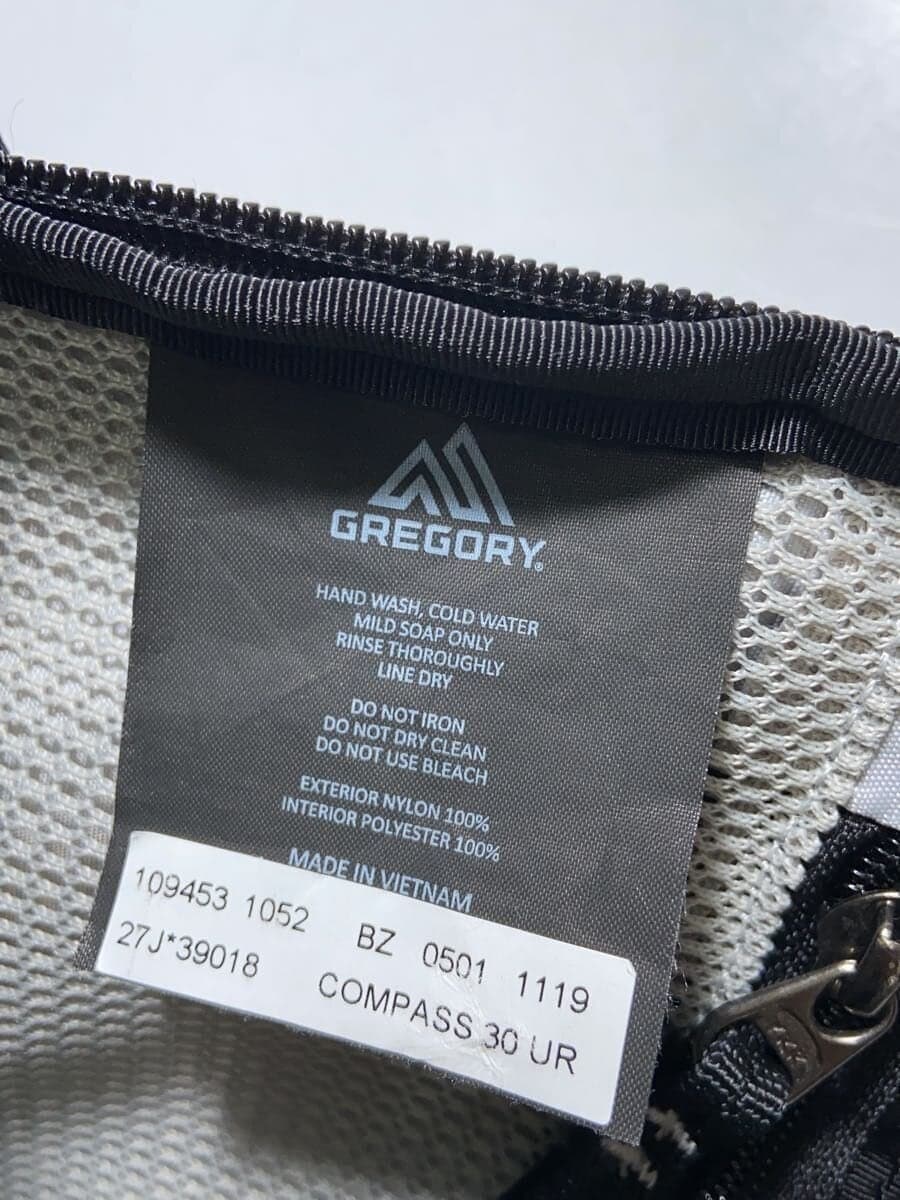 GREGORY®
HAND WASH, COLD WATER
MILD SOAP ONLY
RINSE THOROUGHLY
LINE DRY
DO NOT IRON
DO NOT DRY CLEAN
DO NOT USE BLEACH
EXTERIOR NYLON 100%
INTERIOR POLYESTER 100%
MADE IN VIETNAM
109453 1052 BZ 0501 1119
27J*39018 COMPASS 30 UR
YKK